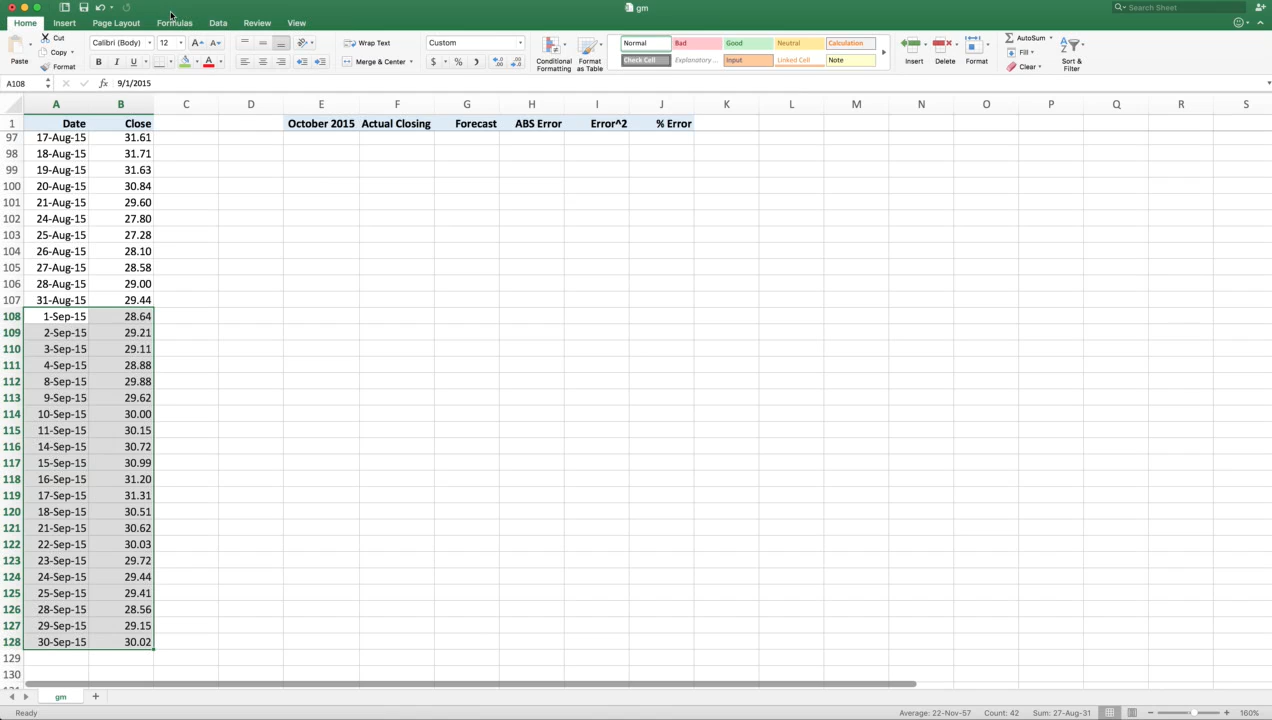 gm
Search Sheet
Home Insert Page Layout Formulas Data Review View
Paste
Cut
Copy
Format
Calibri (Body) 12 A A
B I U A
Wrap Text
Merge & Center
Custom
$ %
Conditional Formatting
Format as Table
Normal Bad Good Neutral Calculation
Check Cell Explanatory ... Input Linked Cell Note
Insert Delete Format
AutoSum
Fill
Clear
Sort & Filter
A108 fx 9/1/2015
A B C D E F G H I J K L M N O P Q R S
1 Date Close October 2015 Actual Closing Forecast ABS Error Error^2 % Error
97 17-Aug-15 31.61
98 18-Aug-15 31.71
99 19-Aug-15 31.63
100 20-Aug-15 30.84
101 21-Aug-15 29.60
102 24-Aug-15 27.80
103 25-Aug-15 27.28
104 26-Aug-15 28.10
105 27-Aug-15 28.58
106 28-Aug-15 29.00
107 31-Aug-15 29.44
108 1-Sep-15 28.64
109 2-Sep-15 29.21
110 3-Sep-15 29.11
111 4-Sep-15 28.88
112 8-Sep-15 29.88
113 9-Sep-15 29.62
114 10-Sep-15 30.00
115 11-Sep-15 30.15
116 14-Sep-15 30.72
117 15-Sep-15 30.99
118 16-Sep-15 31.20
119 17-Sep-15 31.31
120 18-Sep-15 30.51
121 21-Sep-15 30.62
122 22-Sep-15 30.03
123 23-Sep-15 29.72
124 24-Sep-15 29.44
125 25-Sep-15 29.41
126 28-Sep-15 28.56
127 29-Sep-15 29.15
128 30-Sep-15 30.02
129
130
gm +
Ready Average: 22-Nov-57 Count: 42 Sum: 27-Aug-31 160%